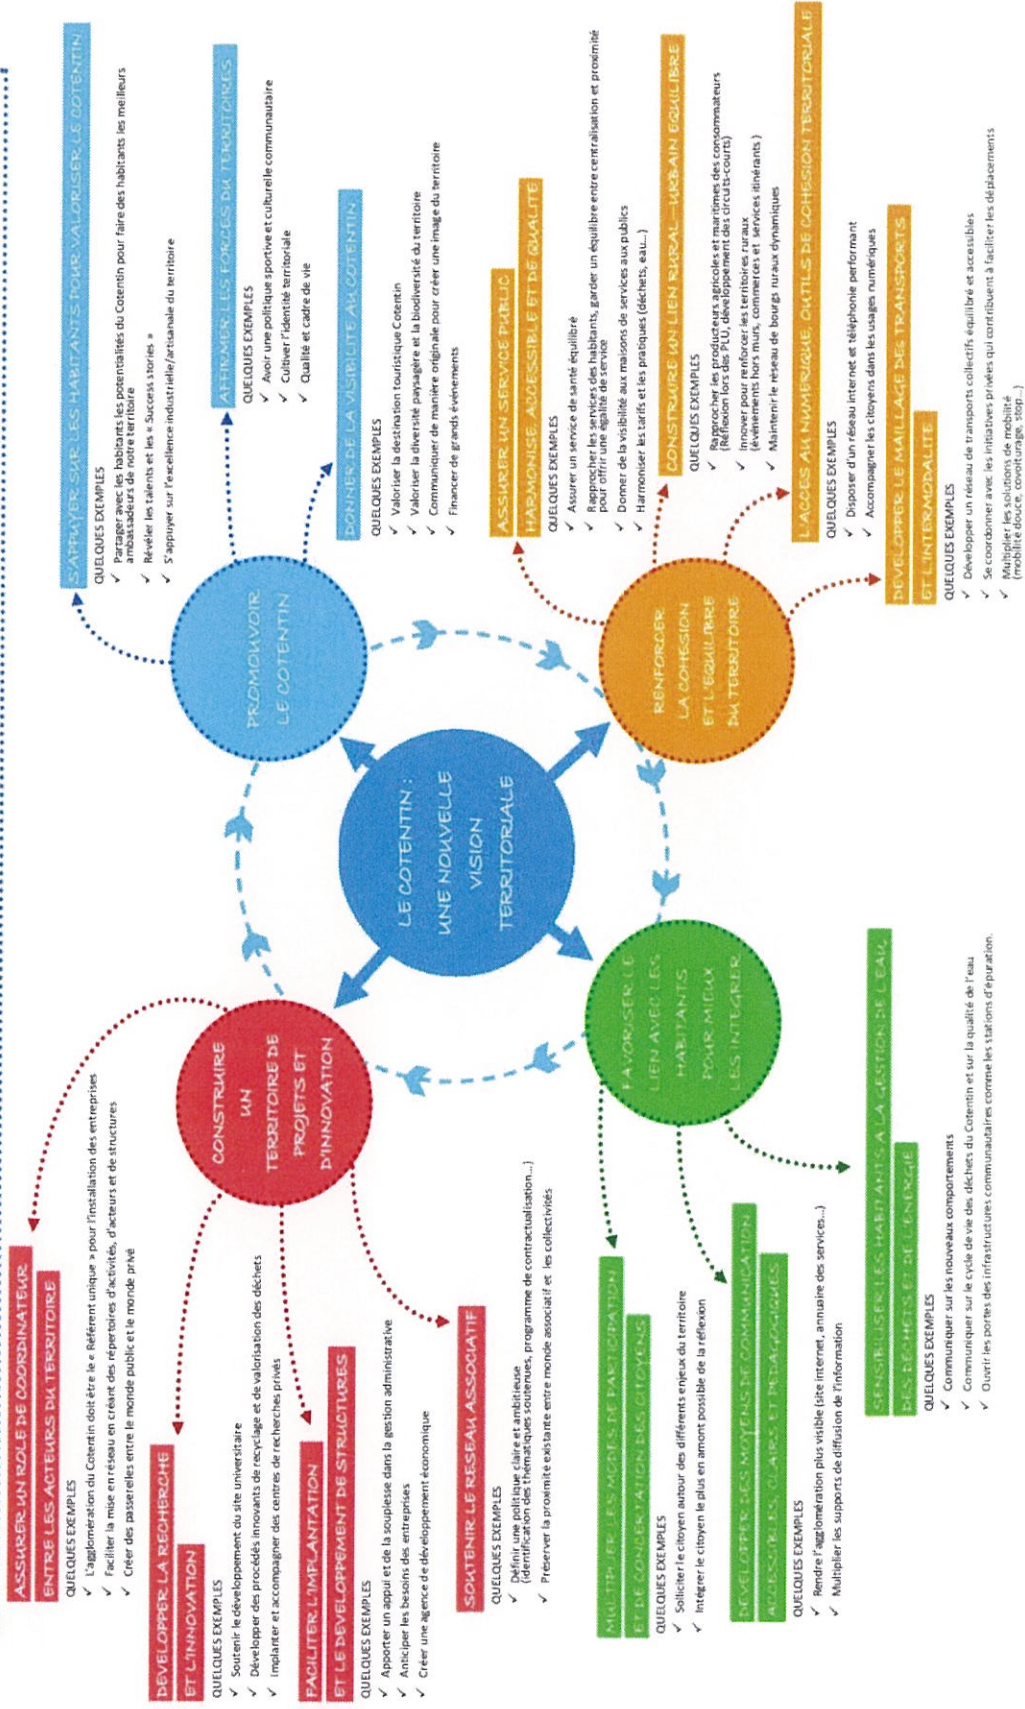 LE COTENTIN :
UNE NOUVELLE
VISION
TERRITORIALE
CONSTRUIRE
UN
TERRITOIRE DE
PROJETS ET
D'INNOVATION
ASSURER UN ROLE DE COORDINATEUR
ENTRE LES ACTEURS DU TERRITOIRE
QUELQUES EXEMPLES
✓ L'agglomération du Cotentin doit être le « Référent unique » pour l'installation des entreprises
✓ Faciliter la mise en réseau en créant des répertoires d'activités, d'acteurs et de structures
✓ Créer des passerelles entre le monde public et le monde privé
DEVELOPPER LA RECHERCHE
ET L'INNOVATION
QUELQUES EXEMPLES
✓ Soutenir le développement du site universitaire
✓ Développer des procédés innovants de recyclage et de valorisation des déchets
✓ Implanter et accompagner des centres de recherches privés
FACILITER L'IMPLANTATION
ET LE DEVELOPPEMENT DE STRUCTURES
QUELQUES EXEMPLES
✓ Apporter un appui et de la souplesse dans la gestion administrative
✓ Anticiper les besoins des entreprises
✓ Créer une agence de développement économique
SOUTENIR LE RESEAU ASSOCIATIF
QUELQUES EXEMPLES
✓ Définir une politique claire et ambitieuse
(identification des thématiques soutenues, programme de contractualisation...)
✓ Préserver la proximité existante entre monde associatif et les collectivités
PROMOUVOIR
LE COTENTIN
S'APPUYER SUR LES HABITANTS POUR VALORISER LE COTENTIN
QUELQUES EXEMPLES
✓ Partager avec les habitants les potentialités du Cotentin pour faire des habitants les meilleurs
ambassadeurs de notre territoire
✓ Révéler les talents et les « Success stories »
✓ S'appuyer sur l'excellence industrielle/artisanale du territoire
AFFIRMER LES FORCES DU TERRITOIRES
QUELQUES EXEMPLES
✓ Avoir une politique sportive et culturelle communautaire
✓ Cultiver l'identité territoriale
✓ Qualité et cadre de vie
DONNER DE LA VISIBILITE AU COTENTIN
QUELQUES EXEMPLES
✓ Valoriser la destination touristique Cotentin
✓ Valoriser la diversité paysagère et la biodiversité du territoire
✓ Communiquer de manière originale pour créer une image du territoire
✓ Financer de grands événements
FAVORISER LE
LIEN AVEC LES
HABITANTS
POUR MIEUX
LES INTEGRER
MULTIPLIER LES MODES DE PARTICIPATION
ET DE CONCERTATION DES CITOYENS
QUELQUES EXEMPLES
✓ Solliciter le citoyen autour des différents enjeux du territoire
✓ Intégrer le citoyen le plus en amont possible de la réflexion
DEVELOPPER DES MOYENS DE COMMUNICATION
ACCESSIBLES, CLAIRS ET PEDAGOGIQUES
QUELQUES EXEMPLES
✓ Rendre l'agglomération plus visible (site internet, annuaire des services...)
✓ Multiplier les supports de diffusion de l'information
SENSIBILISER LES HABITANTS A LA GESTION DE L'EAU,
DES DECHETS ET DE L'ENERGIE
QUELQUES EXEMPLES
✓ Communiquer sur les nouveaux comportements
✓ Communiquer sur le cycle de vie des déchets du Cotentin et sur la qualité de l'eau
✓ Ouvrir les portes des infrastructures communautaires comme les stations d'épuration.
RENFORCER
LA COHESION
ET L'EQUILIBRE
DU TERRITOIRE
ASSURER UN SERVICE PUBLIC
HARMONISE, ACCESSIBLE ET DE QUALITE
QUELQUES EXEMPLES
✓ Assurer un service de santé équilibré
✓ Rapprocher les services des habitants, garder un équilibre entre centralisation et proximité
pour offrir une égalité de service
✓ Donner de la visibilité aux maisons de services aux publics
✓ Harmoniser les tarifs et les pratiques (déchets, eau...)
CONSTRUIRE UN LIEN RURAL—URBAIN EQUILIBRE
QUELQUES EXEMPLES
✓ Rapprocher les producteurs agricoles et maritimes des consommateurs
(Réflexion lors des PLU, développement des circuits-courts)
✓ Innover pour renforcer les territoires ruraux
(évènements hors murs, commerces et services itinérants )
✓ Maintenir le réseau de bourgs ruraux dynamiques
L'ACCES AU NUMERIQUE, OUTILS DE COHESION TERRITORIALE
QUELQUES EXEMPLES
✓ Disposer d'un réseau internet et téléphonie performant
✓ Accompagner les citoyens dans les usages numériques
DEVELOPPER LE MAILLAGE DES TRANSPORTS
ET L'INTERMODALITE
QUELQUES EXEMPLES
✓ Développer un réseau de transports collectifs équilibré et accessibles
✓ Se coordonner avec les initiatives privées qui contribuent à faciliter les déplacements
✓ Multiplier les solutions de mobilité
(mobilité douce, covoiturage, stop...)